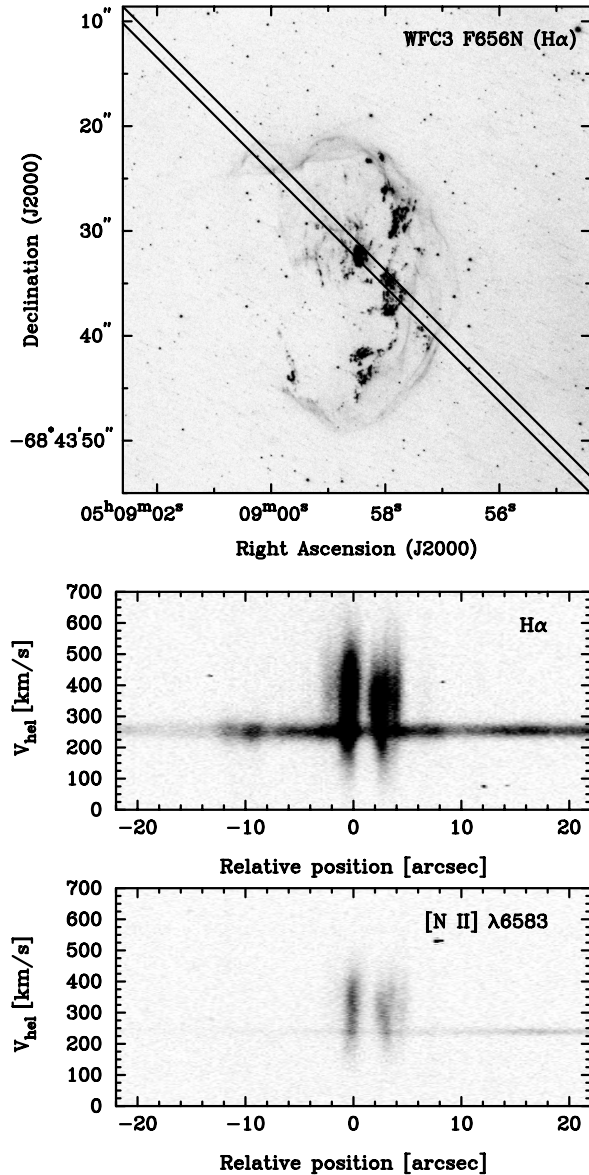 WFC3 F656N (Hα)
10″
20″
30″
40″
−68°43′50″
Declination (J2000)
05ʰ09ᵐ02ˢ
09ᵐ00ˢ
58ˢ
56ˢ
Right Ascension (J2000)
Hα
700
600
500
400
300
200
100
0
V_hel [km/s]
−20
−10
0
10
20
Relative position [arcsec]
[N II] λ6583
700
600
500
400
300
200
100
0
V_hel [km/s]
−20
−10
0
10
20
Relative position [arcsec]